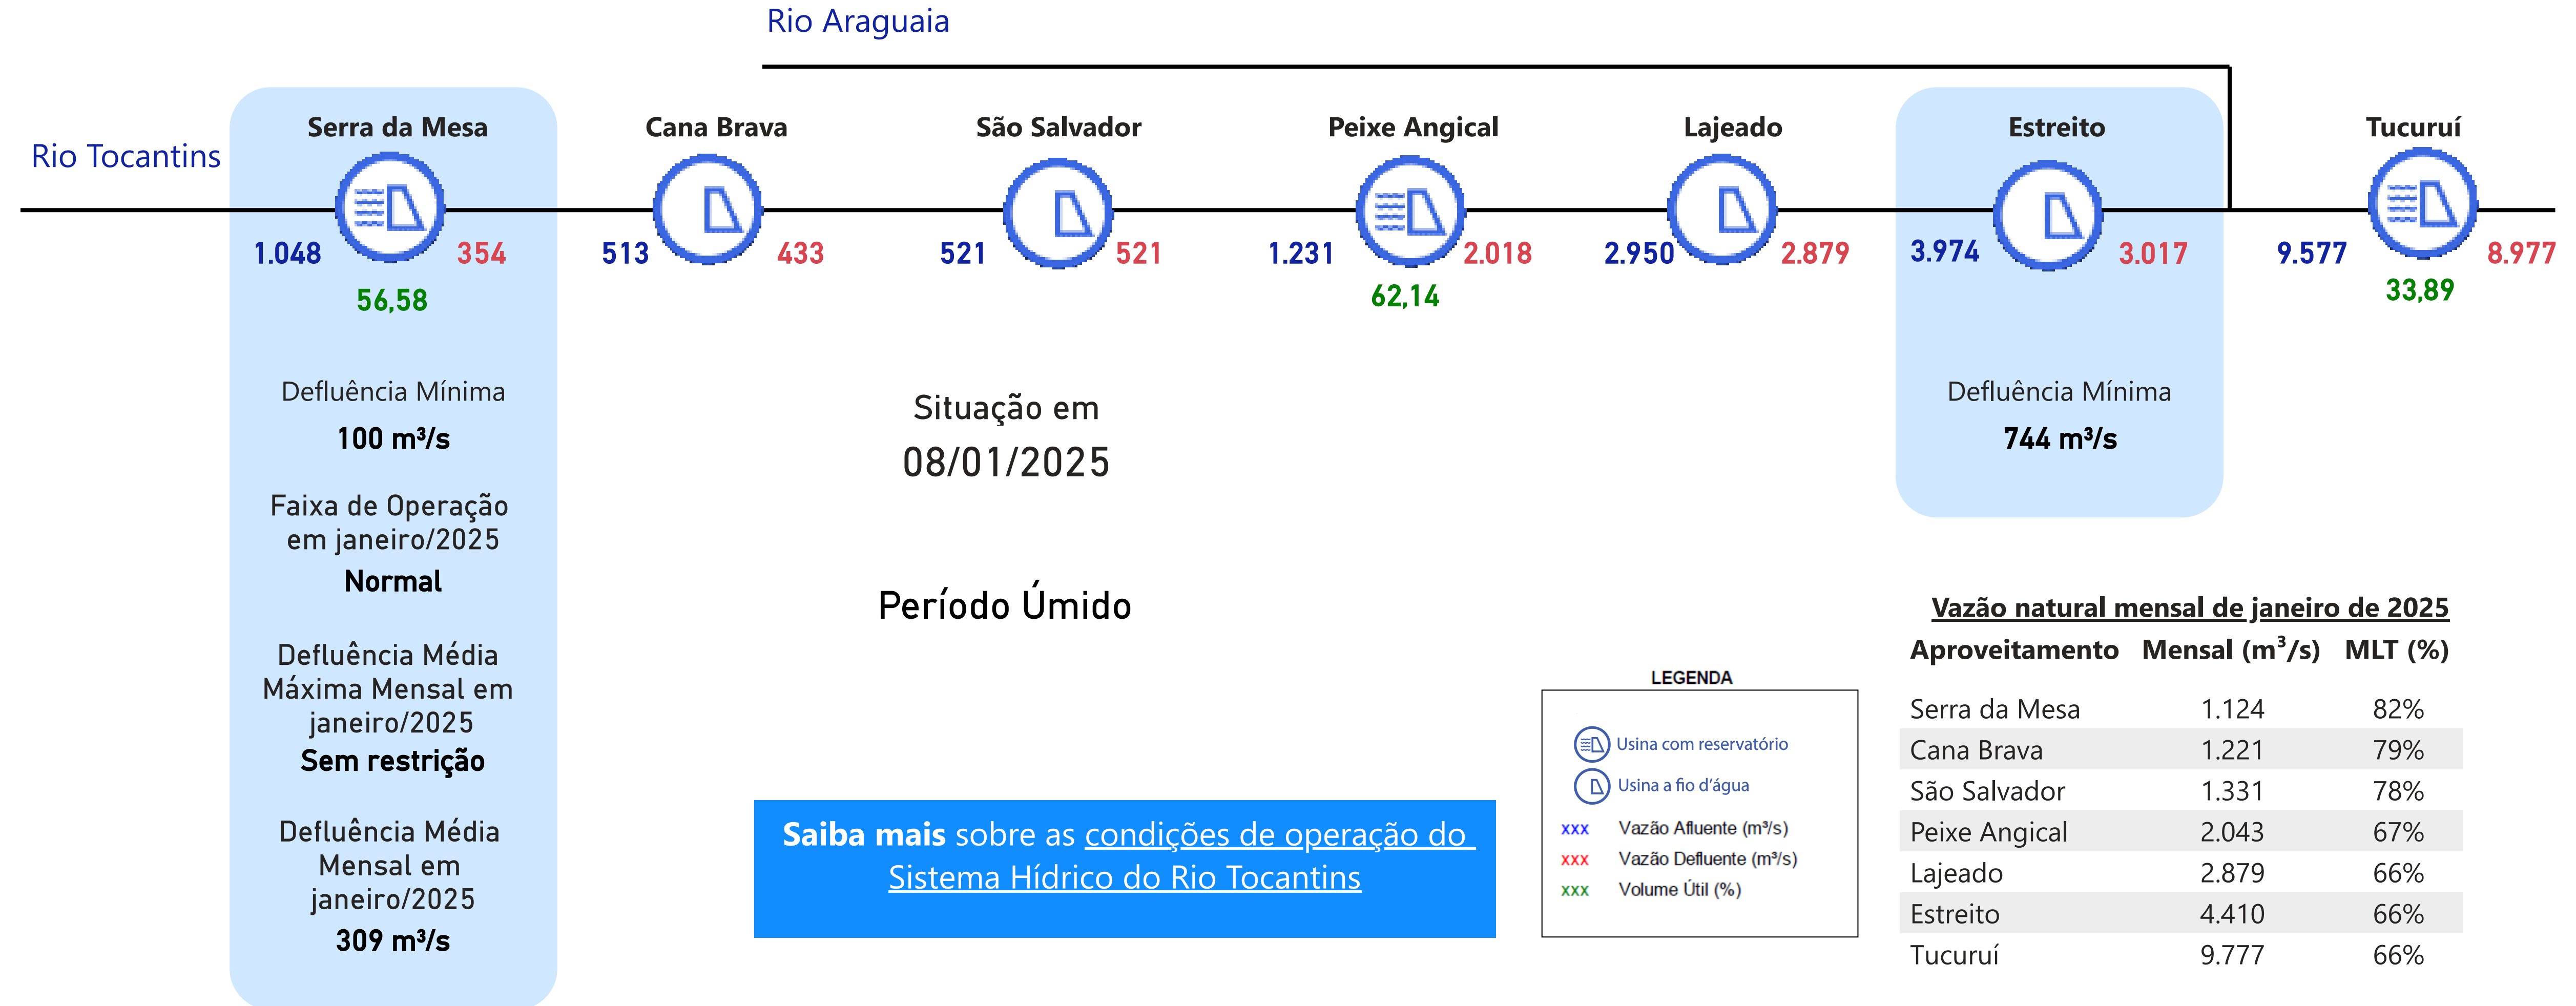 Rio Araguaia
Rio Tocantins
Serra da Mesa
1.048
354
56,58
Defluência Mínima
100 m³/s
Faixa de Operação
em janeiro/2025
Normal
Defluência Média
Máxima Mensal em
janeiro/2025
Sem restrição
Defluência Média
Mensal em
janeiro/2025
309 m³/s
Cana Brava
513
433
São Salvador
521
521
Peixe Angical
1.231
2.018
62,14
Lajeado
2.950
2.879
Estreito
3.974
3.017
Defluência Mínima
744 m³/s
Tucuruí
9.577
8.977
33,89
Situação em
08/01/2025
Período Úmido
Saiba mais sobre as condições de operação do
Sistema Hídrico do Rio Tocantins
LEGENDA
Usina com reservatório
Usina a fio d'água
xxx Vazão Afluente (m³/s)
xxx Vazão Defluente (m³/s)
xxx Volume Útil (%)
Vazão natural mensal de janeiro de 2025
Aproveitamento Mensal (m³/s) MLT (%)
Serra da Mesa 1.124 82%
Cana Brava 1.221 79%
São Salvador 1.331 78%
Peixe Angical 2.043 67%
Lajeado 2.879 66%
Estreito 4.410 66%
Tucuruí 9.777 66%